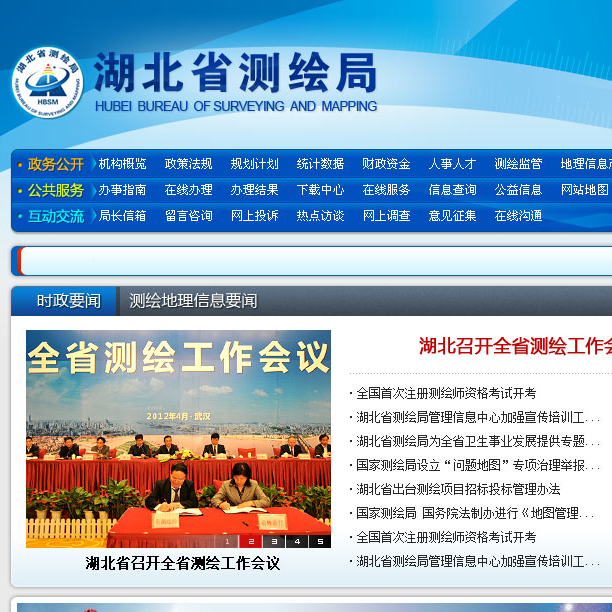 湖北省测绘局
HUBEI BUREAU OF SURVEYING AND MAPPING
湖北省测绘局
HUBEI BUREAU OF SURVEYING AND MAPPING
HBSM
政务公开 机构概览 政策法规 规划计划 统计数据 财政资金 人事人才 测绘监管 地理信息
公共服务 办事指南 在线办理 办理结果 下载中心 在线服务 信息查询 公益信息 网站地图
互动交流 局长信箱 留言咨询 网上投诉 热点访谈 网上调查 意见征集 在线沟通
时政要闻 测绘地理信息要闻
全省测绘工作会议
2012年4月·武汉
1 2 3 4 5
湖北省召开全省测绘工作会议
湖北召开全省测绘工作会
· 全国首次注册测绘师资格考试开考
· 湖北省测绘局管理信息中心加强宣传培训工...
· 湖北省测绘局为全省卫生事业发展提供专题...
· 国家测绘局设立“问题地图”专项治理举报...
· 湖北省出台测绘项目招标投标管理办法
· 国家测绘局 国务院法制办进行《地图管理...
· 全国首次注册测绘师资格考试开考
· 湖北省测绘局管理信息中心加强宣传培训工...